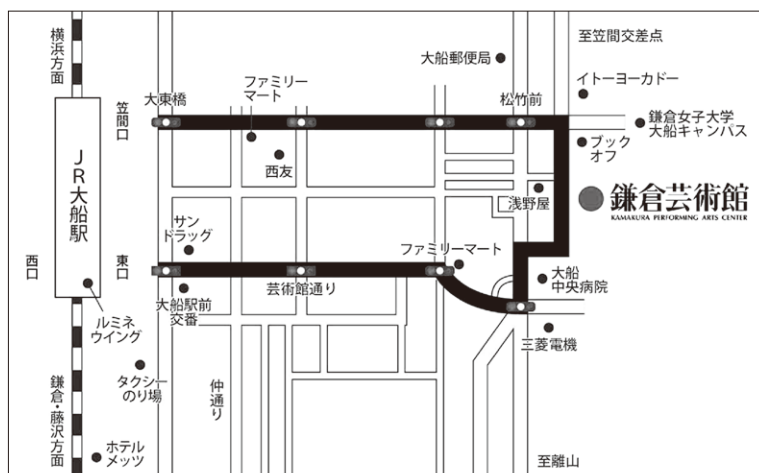 横浜方面
JR大船駅
西口
東口
笠間口
大東橋
ファミリー
マート
西友
大船郵便局
松竹前
至笠間交差点
イトーヨーカドー
鎌倉女子大学
大船キャンパス
ブック
オフ
浅野屋
鎌倉芸術館
KAMAKURA PERFORMING ARTS CENTER
サン
ドラッグ
ファミリーマート
大船
中央病院
大船駅前
交番
芸術館通り
ルミネ
ウイング
三菱電機
タクシー
のり場
仲通り
鎌倉・藤沢方面
ホテル
メッツ
至離山